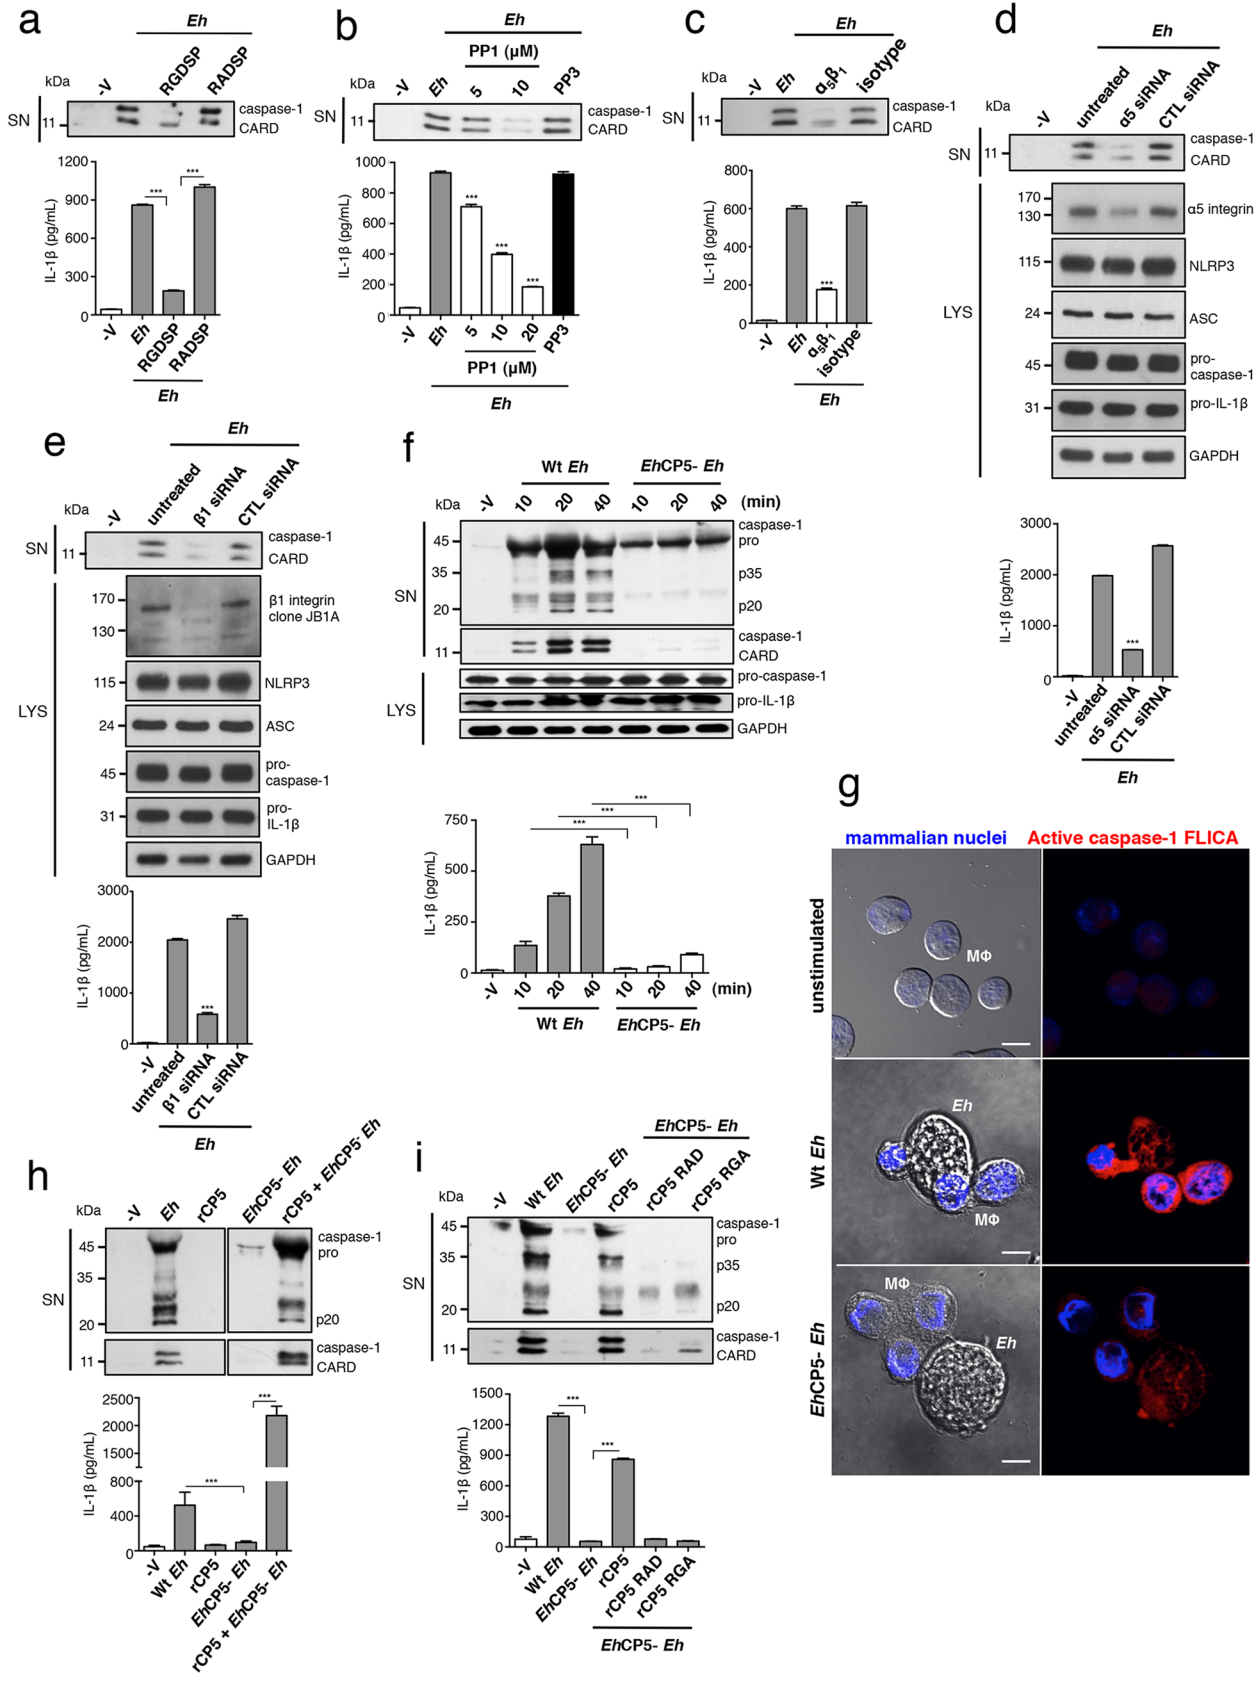 a
Eh
-V
RGDSP
RADSP
kDa
SN
11
caspase-1
CARD
1200
900
600
300
0
IL-1β (pg/mL)
***
***
-V
Eh
RGDSP
RADSP
Eh
b
Eh
PP1 (μM)
-V
Eh
5
10
PP3
kDa
SN
11
caspase-1
CARD
1000
800
600
400
200
0
IL-1β (pg/mL)
***
***
***
-V
Eh
5
10
20
PP3
PP1 (μM)
Eh
c
Eh
-V
Eh
α5β1
isotype
kDa
SN
11
caspase-1
CARD
800
600
400
200
0
IL-1β (pg/mL)
***
-V
Eh
α5β1
isotype
Eh
d
Eh
-V
untreated
α5 siRNA
CTL siRNA
kDa
SN
11
caspase-1
CARD
LYS
170
130
α5 integrin
115
NLRP3
24
ASC
45
pro-
caspase-1
31
pro-IL-1β
GAPDH
3000
2000
1000
0
IL-1β (pg/mL)
***
-V
untreated
α5 siRNA
CTL siRNA
Eh
e
Eh
-V
untreated
β1 siRNA
CTL siRNA
kDa
SN
11
caspase-1
CARD
LYS
170
130
β1 integrin
clone JB1A
115
NLRP3
24
ASC
45
pro-
caspase-1
31
pro-
IL-1β
GAPDH
3000
2000
1000
0
IL-1β (pg/mL)
***
-V
untreated
β1 siRNA
CTL siRNA
Eh
f
Wt Eh
EhCP5- Eh
kDa
-V
10
20
40
10
20
40
(min)
SN
45
35
20
caspase-1
pro
p35
p20
11
caspase-1
CARD
LYS
pro-caspase-1
pro-IL-1β
GAPDH
750
500
250
0
IL-1β (pg/mL)
***
***
***
-V
10
20
40
10
20
40
(min)
Wt Eh
EhCP5- Eh
g
mammalian nuclei
Active caspase-1 FLICA
unstimulated
MΦ
Wt Eh
Eh
MΦ
EhCP5- Eh
MΦ
Eh
h
kDa
-V
Eh
rCP5
EhCP5- Eh
rCP5 + EhCP5- Eh
SN
45
35
20
caspase-1
pro
p20
11
caspase-1
CARD
2500
2000
1500
800
400
0
IL-1β (pg/mL)
***
***
-V
Wt Eh
rCP5
EhCP5- Eh
rCP5 + EhCP5- Eh
i
EhCP5- Eh
kDa
-V
Wt Eh
EhCP5- Eh
rCP5
rCP5 RAD
rCP5 RGA
SN
45
35
20
caspase-1
pro
p35
p20
11
caspase-1
CARD
1500
1200
900
600
300
0
IL-1β (pg/mL)
***
***
-V
Wt Eh
EhCP5- Eh
rCP5
rCP5 RAD
rCP5 RGA
EhCP5- Eh